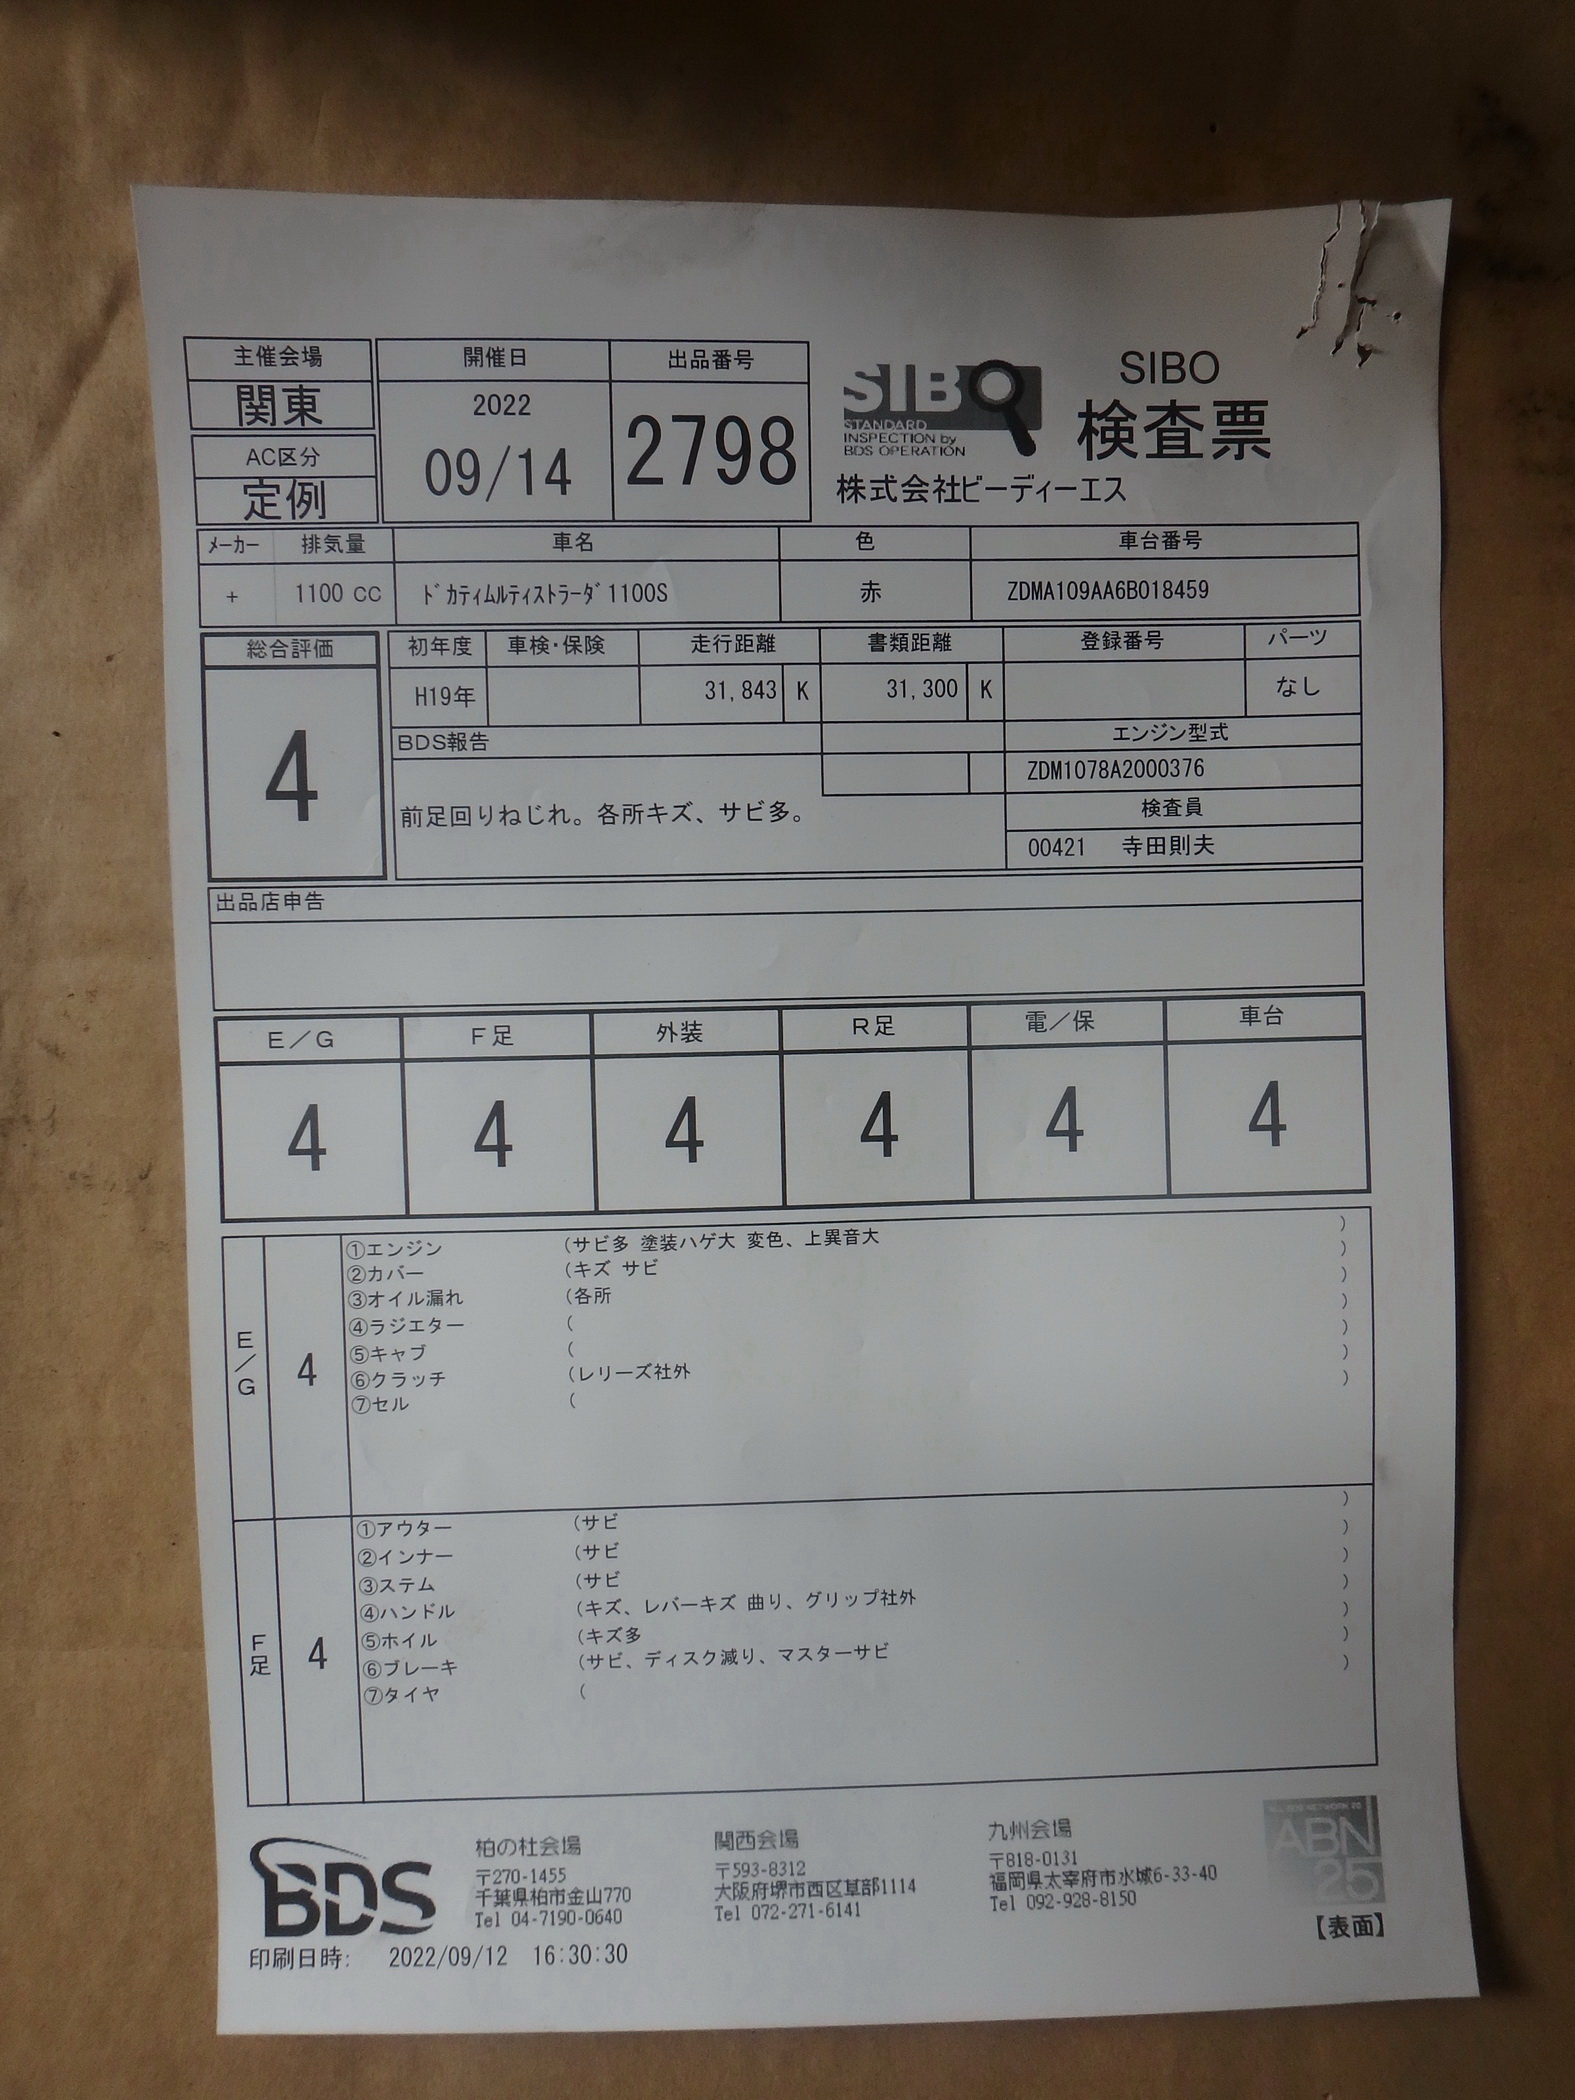 主催会場
関東
AC区分
定例
開催日
2022
09/14
出品番号
2798
SIBO
STANDARD
INSPECTION by
BDS OPERATION
SIBO
検査票
株式会社ビーディーエス
ﾒｰｶｰ 排気量 車名 色 車台番号
+ 1100 CC ﾄﾞｶﾃｨﾑﾙﾃｨｽﾄﾗｰﾀﾞ1100S 赤 ZDMA109AA6B018459
総合評価
4
初年度 車検・保険 走行距離 書類距離 登録番号 パーツ
H19年 31,843 K 31,300 K なし
BDS報告
前足回りねじれ。各所キズ、サビ多。
エンジン型式
ZDM1078A2000376
検査員
00421 寺田則夫
出品店申告
E/G F足 外装 R足 電/保 車台
4 4 4 4 4 4
E/G
4
①エンジン (サビ多 塗装ハゲ大 変色、上異音大 )
②カバー (キズ サビ )
③オイル漏れ (各所 )
④ラジエター ( )
⑤キャブ ( )
⑥クラッチ (レリーズ社外 )
⑦セル ( )
F足
4
①アウター (サビ )
②インナー (サビ )
③ステム (サビ )
④ハンドル (キズ、レバーキズ 曲り、グリップ社外 )
⑤ホイル (キズ多 )
⑥ブレーキ (サビ、ディスク減り、マスターサビ )
⑦タイヤ ( )
BDS
柏の杜会場
〒270-1455
千葉県柏市金山770
Tel 04-7190-0640
関西会場
〒593-8312
大阪府堺市西区草部1114
Tel 072-271-6141
九州会場
〒818-0131
福岡県太宰府市水城6-33-40
Tel 092-928-8150
ALL BDS NETWORK 25
ABN
25
【表面】
印刷日時: 2022/09/12 16:30:30